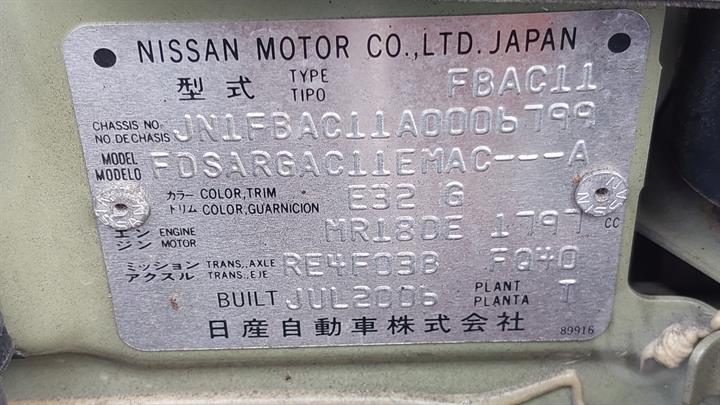 NISSAN MOTOR CO.,LTD. JAPAN
型式 TYPE TIPO FBAC11
CHASSIS NO. NO. DE CHASIS JN1FBAC11A0006799
MODEL MODELO FDSARGAC11EMAC---A
カラー COLOR,TRIM
トリム COLOR,GUARNICION E32 G
エンジン ENGINE MOTOR MR18DE 1797 CC
ミッション TRANS.,AXLE
アクスル TRANS.,EJE RE4F03B FQ40
BUILT JUL2006 PLANT PLANTA T
日産自動車株式会社 89916